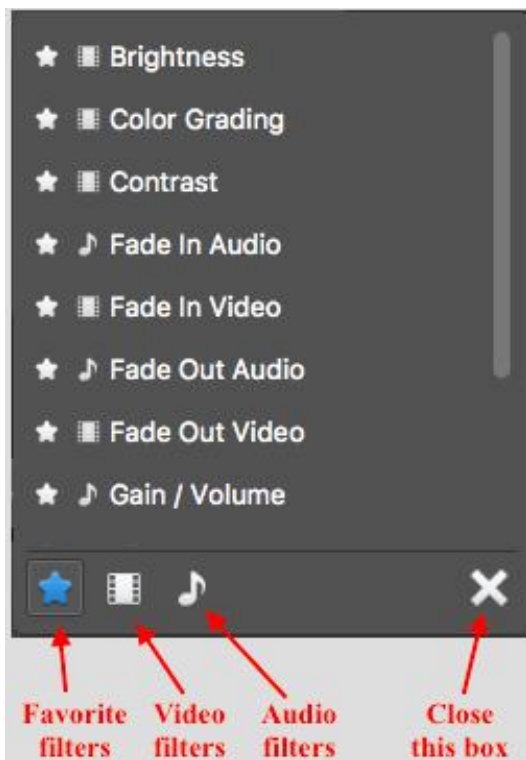 Brightness
Color Grading
Contrast
Fade In Audio
Fade In Video
Fade Out Audio
Fade Out Video
Gain / Volume
Favorite filters
Video filters
Audio filters
Close this box